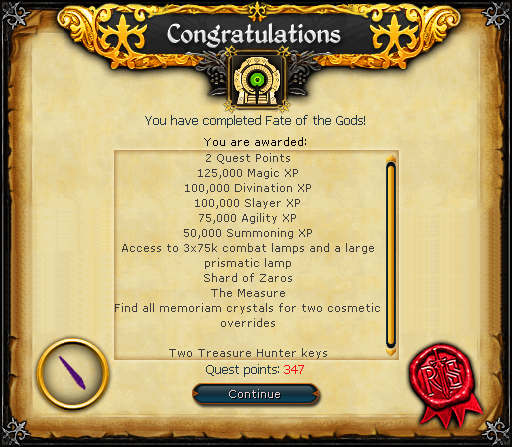 Congratulations
You have completed Fate of the Gods!
You are awarded:
2 Quest Points
125,000 Magic XP
100,000 Divination XP
100,000 Slayer XP
75,000 Agility XP
50,000 Summoning XP
Access to 3x75k combat lamps and a large
prismatic lamp
Shard of Zaros
The Measure
Find all memoriam crystals for two cosmetic
overrides
Two Treasure Hunter keys
Quest points: 347
Continue
RS